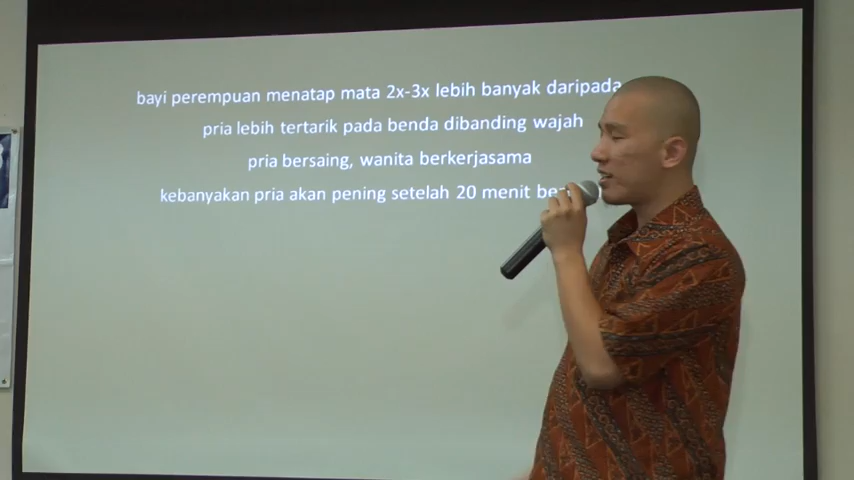 bayi perempuan menatap mata 2x-3x lebih banyak daripada
pria lebih tertarik pada benda dibanding wajah
pria bersaing, wanita berkerjasama
kebanyakan pria akan pening setelah 20 menit